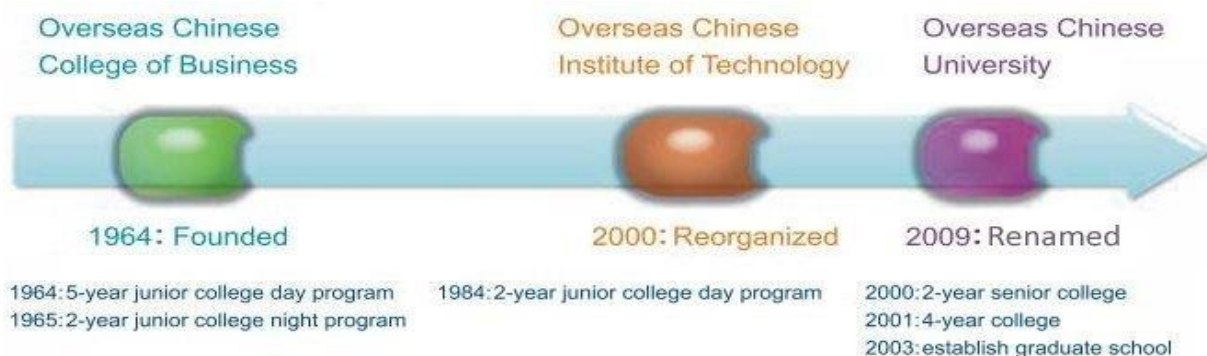 Overseas Chinese
College of Business
Overseas Chinese
Institute of Technology
Overseas Chinese
University
1964: Founded
2000: Reorganized
2009: Renamed
1964:5-year junior college day program
1965:2-year junior college night program
1984:2-year junior college day program
2000:2-year senior college
2001:4-year college
2003:establish graduate school